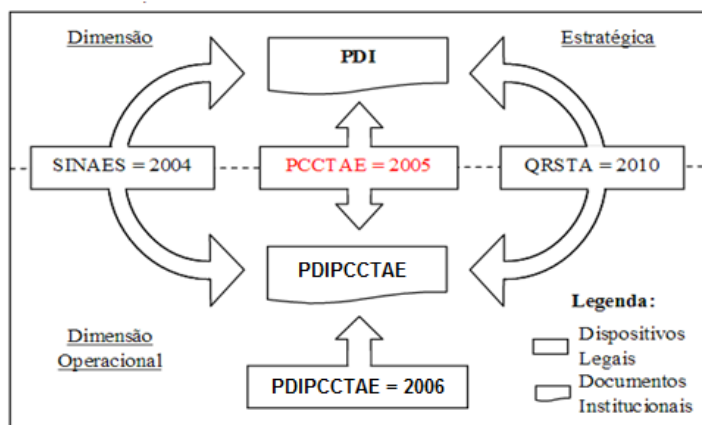 Dimensão
PDI
Estratégica
SINAES = 2004
PCCTAE = 2005
QRSTA = 2010
PDIPCCTAE
Dimensão
Operacional
PDIPCCTAE = 2006
Legenda:
Dispositivos
Legais
Documentos
Institucionais